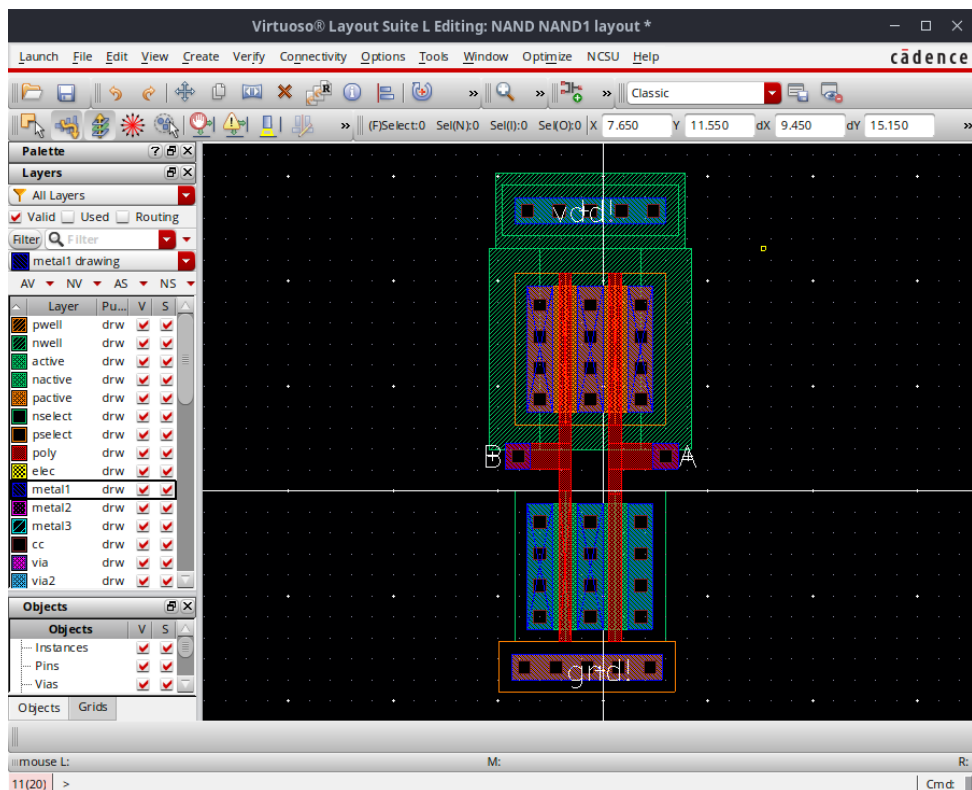 Virtuoso® Layout Suite L Editing: NAND NAND1 layout *
Launch File Edit View Create Verify Connectivity Options Tools Window Optimize NCSU Help cādence
» » » Classic
» (F)Select:0 Sel(N):0 Sel(I):0 Sel(O):0 X 7.650 Y 11.550 dX 9.450 dY 15.150 »
Palette
Layers
All Layers
Valid Used Routing
Filter Filter
metal1 drawing
AV NV AS NS
Layer Pu... V S
pwell drw
nwell drw
active drw
nactive drw
pactive drw
nselect drw
pselect drw
poly drw
elec drw
metal1 drw
metal2 drw
metal3 drw
cc drw
via drw
via2 drw
Objects
Objects V S
Instances
Pins
Vias
Objects Grids
vdd!
B A
gnd!
mouse L: M: R:
11(20) > Cmd: